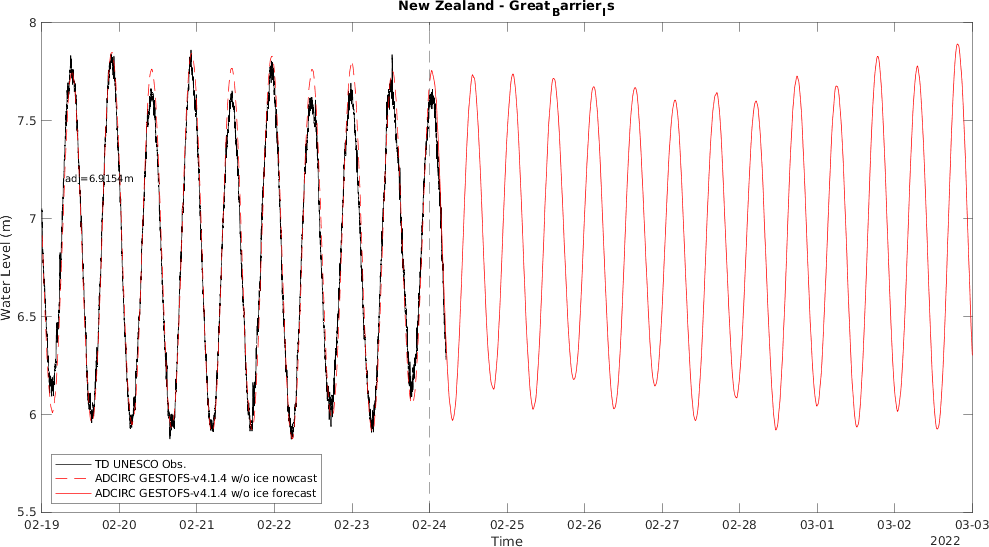 New Zealand - Great_Barrier_Is
8
7.5
7
6.5
6
5.5
Water Level (m)
ad =6.9154m
TD UNESCO Obs.
ADCIRC GESTOFS-v4.1.4 w/o ice nowcast
ADCIRC GESTOFS-v4.1.4 w/o ice forecast
02-19 02-20 02-21 02-22 02-23 02-24 02-25 02-26 02-27 02-28 03-01 03-02 03-03
Time
2022